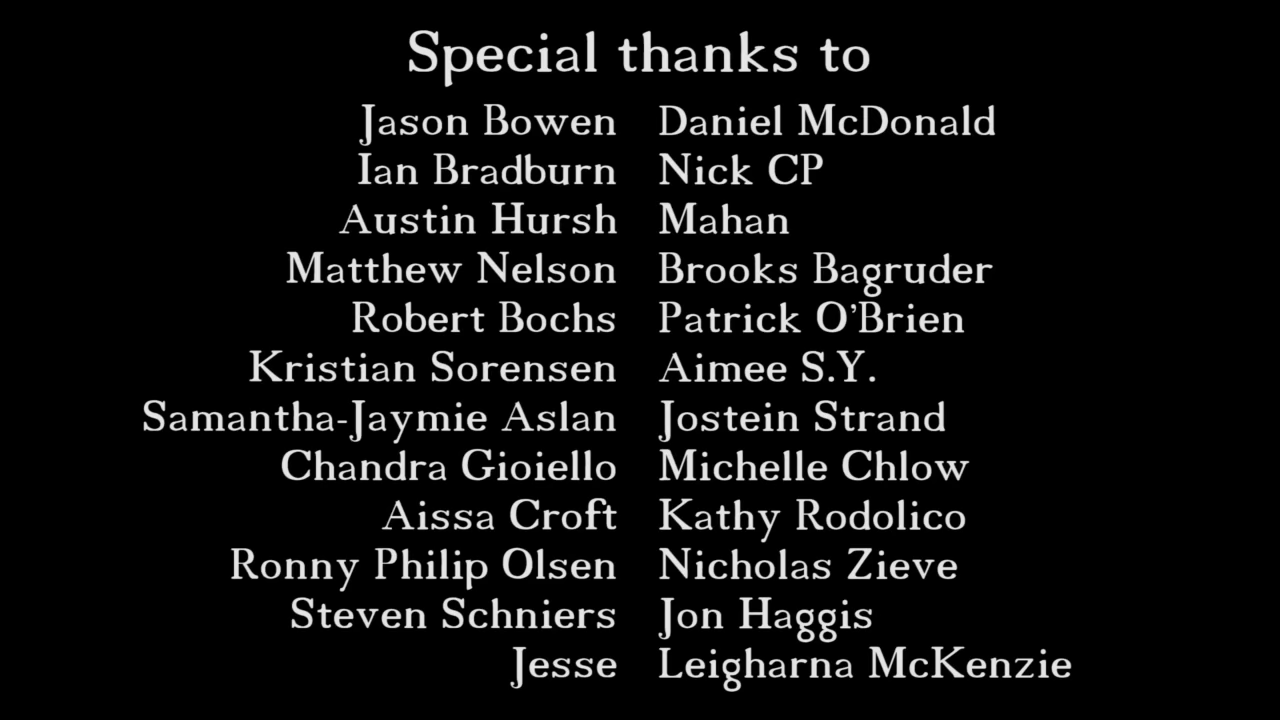 Special thanks to
Jason Bowen Daniel McDonald
Ian Bradburn Nick CP
Austin Hursh Mahan
Matthew Nelson Brooks Bagruder
Robert Bochs Patrick O'Brien
Kristian Sorensen Aimee S.Y.
Samantha-Jaymie Aslan Jostein Strand
Chandra Gioiello Michelle Chlow
Aissa Croft Kathy Rodolico
Ronny Philip Olsen Nicholas Zieve
Steven Schniers Jon Haggis
Jesse Leigharna McKenzie